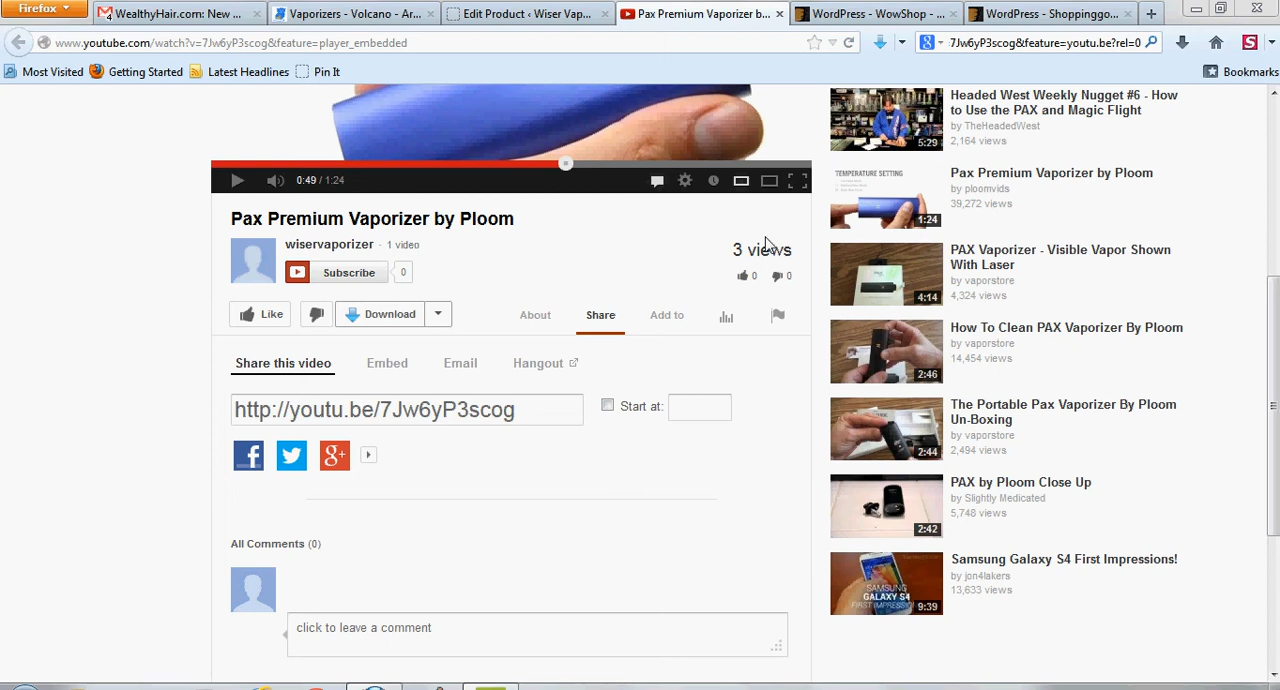 Firefox
WealthyHair.com: New ...
Vaporizers - Volcano - Ar...
Edit Product ‹ Wiser Vap...
Pax Premium Vaporizer b...
WordPress - WowShop - ...
WordPress - Shoppinggo...
www.youtube.com/watch?v=7Jw6yP3scog&feature=player_embedded
7Jw6yP3scog&feature=youtu.be?rel=0
Most Visited
Getting Started
Latest Headlines
Pin It
Bookmarks
0:49 / 1:24
Pax Premium Vaporizer by Ploom
wiservaporizer · 1 video
Subscribe
0
3 views
0
0
Like
Download
About
Share
Add to
Share this video
Embed
Email
Hangout
http://youtu.be/7Jw6yP3scog
Start at:
All Comments (0)
click to leave a comment
5:29
Headed West Weekly Nugget #6 - How
to Use the PAX and Magic Flight
by TheHeadedWest
2,164 views
TEMPERATURE SETTING
1:24
Pax Premium Vaporizer by Ploom
by ploomvids
39,272 views
4:14
PAX Vaporizer - Visible Vapor Shown
With Laser
by vaporstore
4,324 views
2:46
How To Clean PAX Vaporizer By Ploom
by vaporstore
14,454 views
2:44
The Portable Pax Vaporizer By Ploom
Un-Boxing
by vaporstore
2,494 views
2:42
PAX by Ploom Close Up
by Slightly Medicated
5,748 views
SAMSUNG
GALAXY S4
FIRST IMPRESSION
9:39
Samsung Galaxy S4 First Impressions!
by jon4lakers
13,633 views